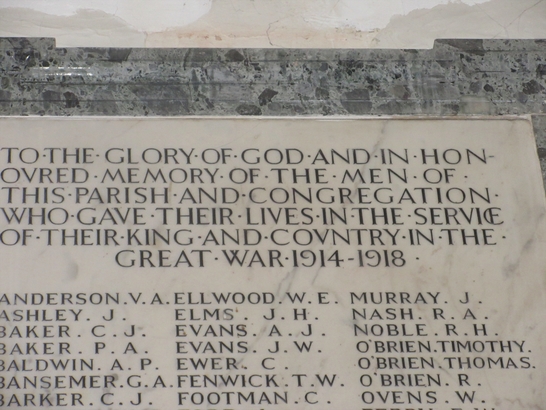 TO·THE·GLORY·OF·GOD·AND·IN·HON-
OVRED·MEMORY·OF·THE·MEN·OF·
THIS·PARISH·AND·CONGREGATION·
WHO·GAVE·THEIR·LIVES·IN·THE·SERVICE
OF·THEIR·KING·AND·COVNTRY·IN·THE·
GREAT·WAR·1914-1918·
ANDERSON.V.A. ELLWOOD.W.E. MURRAY.J.
ASHLEY. J. ELMS. J.H. NASH. R.A.
BAKER. C.J. EVANS. A.J. NOBLE. R.H.
BAKER. P.A. EVANS. J.W. O'BRIEN.TIMOTHY.
BALDWIN. A.P. EWER. C. O'BRIEN.THOMAS.
BANSEMER.G.A. FENWICK.T.W. O'BRIEN. R.
BARKER. C.J. FOOTMAN. C. OVENS. W.